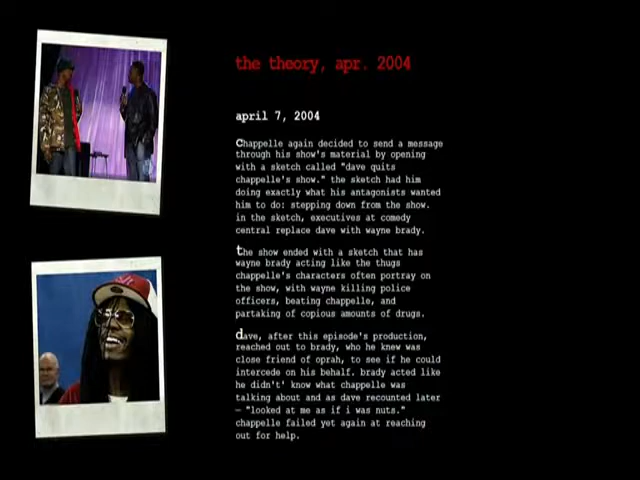 the theory, apr. 2004
april 7, 2004
Chappelle again decided to send a message
through his show's material by opening
with a sketch called "dave quits
chappelle's show." the sketch had him
doing exactly what his antagonists wanted
him to do: stepping down from the show.
in the sketch, executives at comedy
central replace dave with wayne brady.
the show ended with a sketch that has
wayne brady acting like the thugs
chappelle's characters often portray on
the show, with wayne killing police
officers, beating chappelle, and
partaking of copious amounts of drugs.
dave, after this episode's production,
reached out to brady, who he knew was
close friend of oprah, to see if he could
intercede on his behalf. brady acted like
he didn't' know what chappelle was
talking about and as dave recounted later
— "looked at me as if i was nuts."
chappelle failed yet again at reaching
out for help.